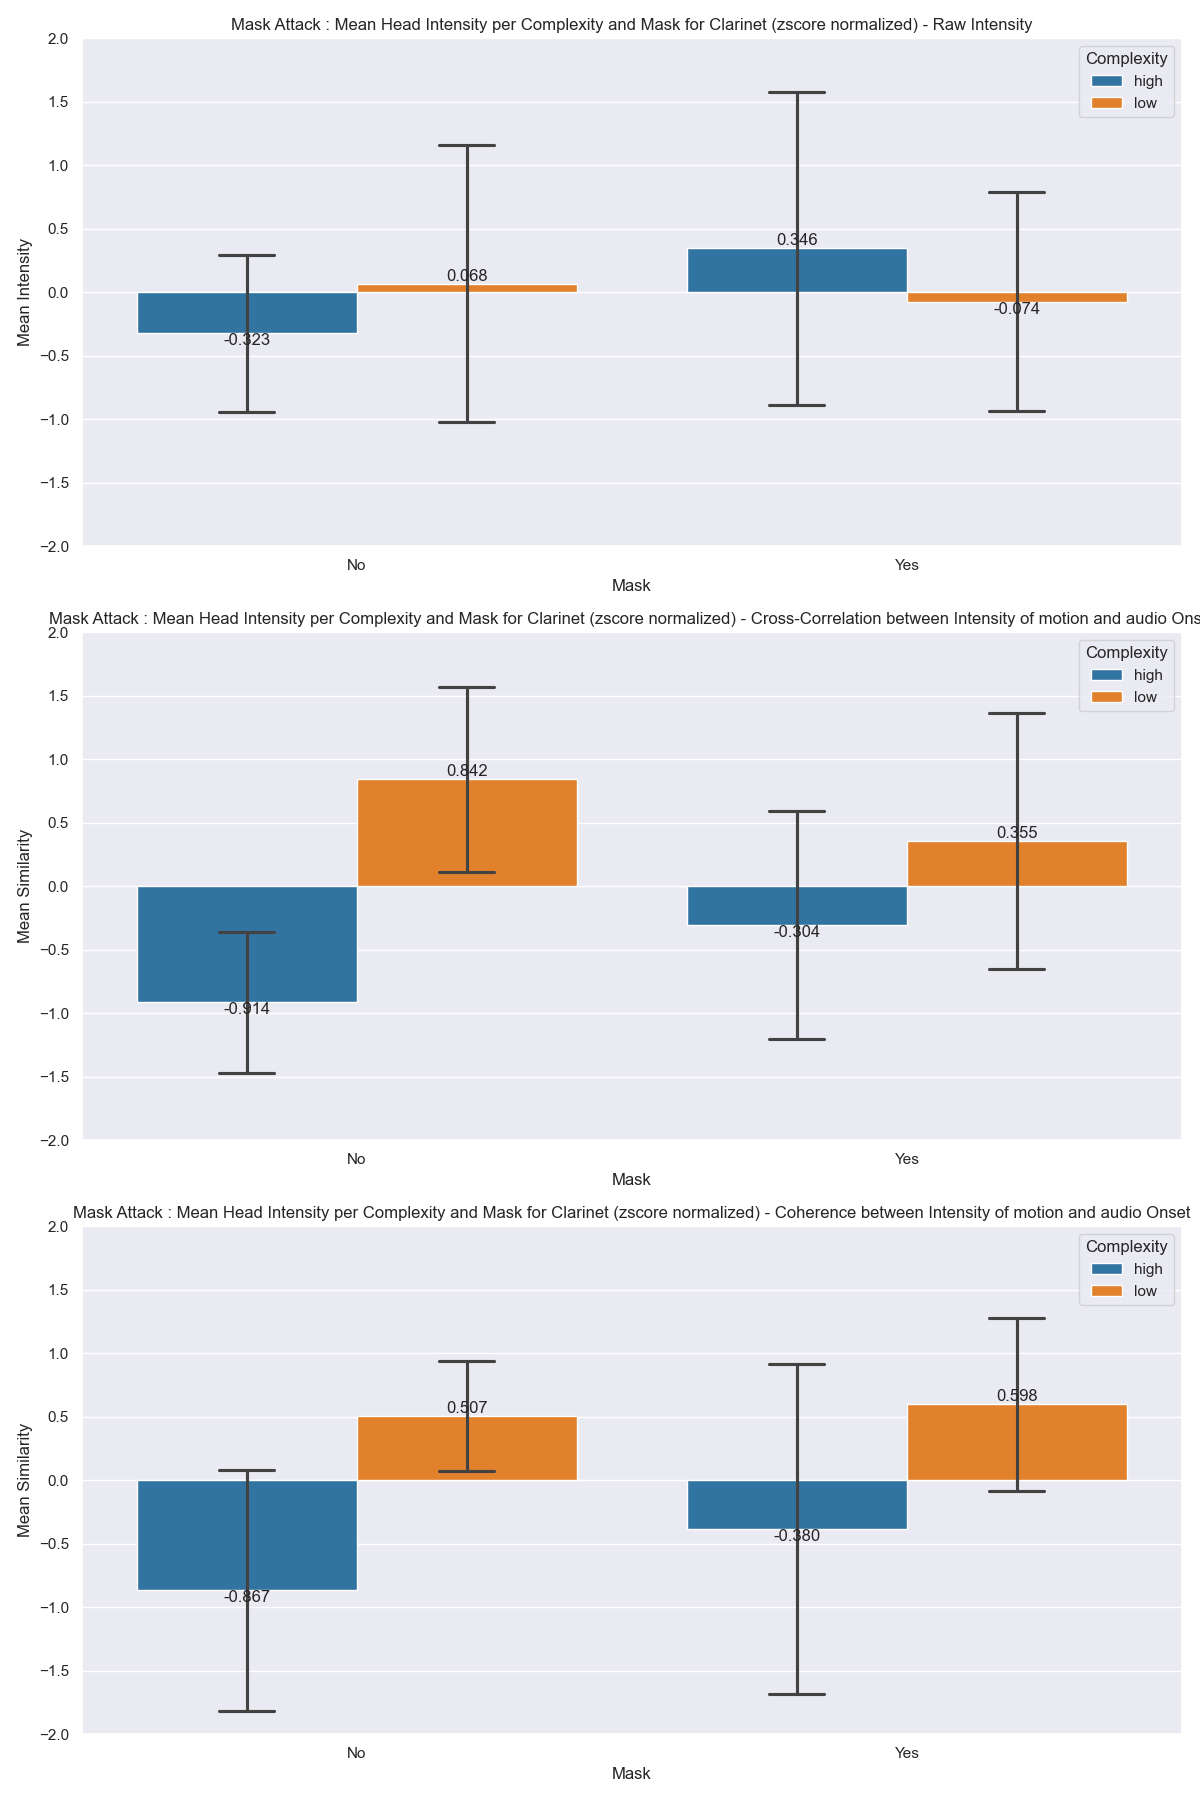 Mask Attack : Mean Head Intensity per Complexity and Mask for Clarinet (zscore normalized) - Raw Intensity
2.0
1.5
1.0
0.5
0.0
−0.5
−1.0
−1.5
−2.0
Mean Intensity
Complexity
high
low
-0.323
0.068
0.346
-0.074
No
Yes
Mask
Mask Attack : Mean Head Intensity per Complexity and Mask for Clarinet (zscore normalized) - Cross-Correlation between Intensity of motion and audio Ons
2.0
1.5
1.0
0.5
0.0
−0.5
−1.0
−1.5
−2.0
Mean Similarity
Complexity
high
low
-0.914
0.842
-0.304
0.355
No
Yes
Mask
Mask Attack : Mean Head Intensity per Complexity and Mask for Clarinet (zscore normalized) - Coherence between Intensity of motion and audio Onset
2.0
1.5
1.0
0.5
0.0
−0.5
−1.0
−1.5
−2.0
Mean Similarity
Complexity
high
low
-0.867
0.507
-0.380
0.598
No
Yes
Mask